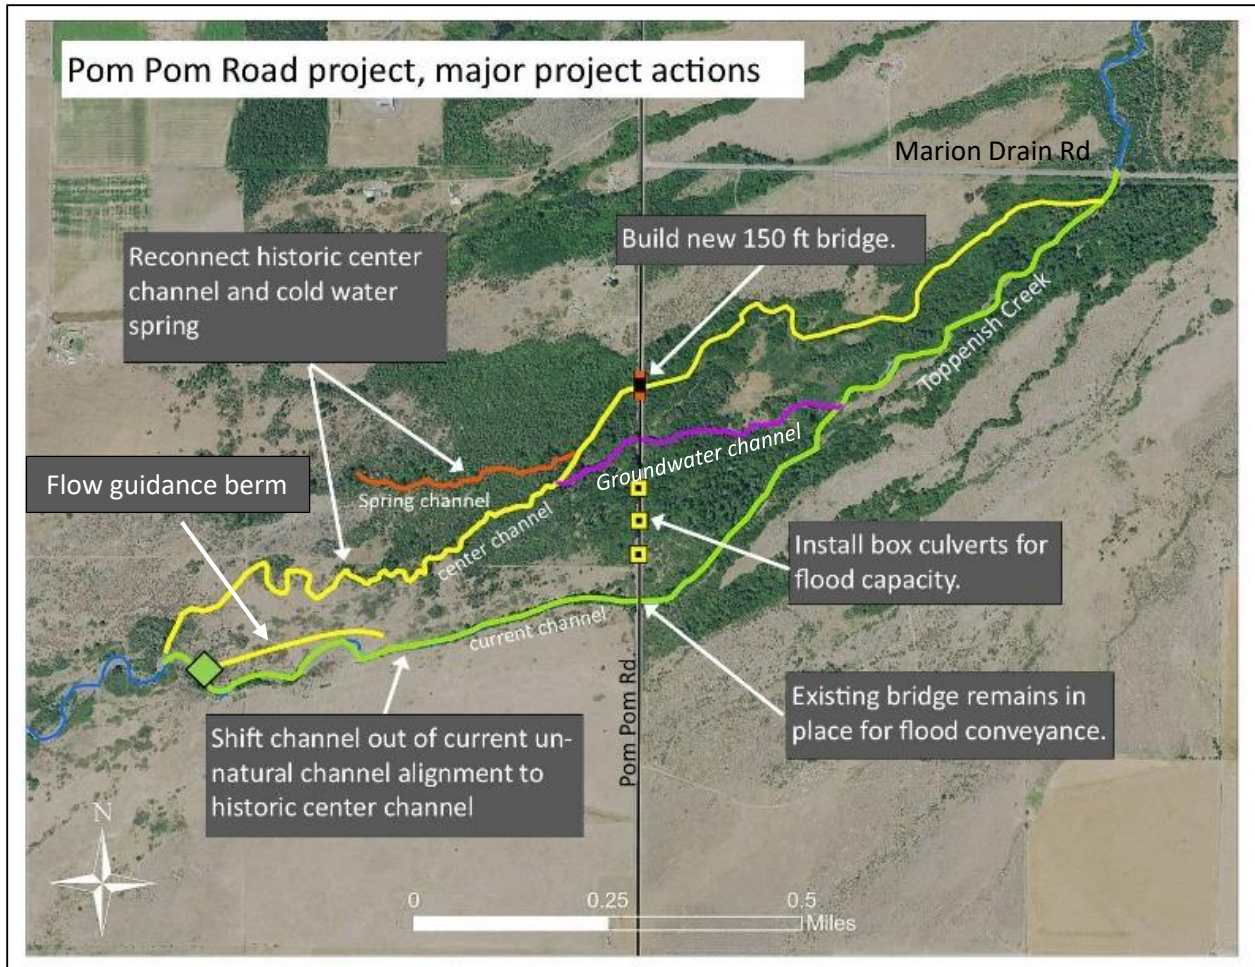 Pom Pom Road project, major project actions
Marion Drain Rd
Build new 150 ft bridge.
Reconnect historic center
channel and cold water
spring
Toppenish Creek
Groundwater channel
Flow guidance berm
Spring channel
center channel
Install box culverts for
flood capacity.
current channel
Pom Pom Rd
Existing bridge remains in
place for flood conveyance.
Shift channel out of current un-
natural channel alignment to
historic center channel
N
0 0.25 0.5
Miles